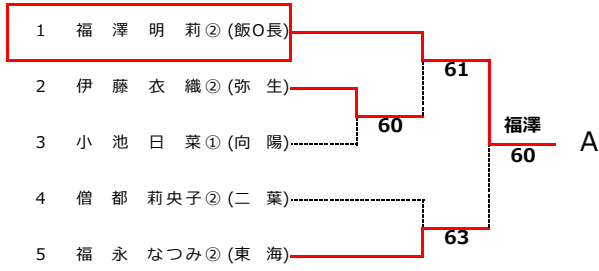 1 福 澤 明 莉② (飯O長)
61
2 伊 藤 衣 織② (弥 生)
60
福澤
3 小 池 日 菜① (向 陽)
60
A
4 僧 都 莉央子② (二 葉)
63
5 福 永 なつみ② (東 海)